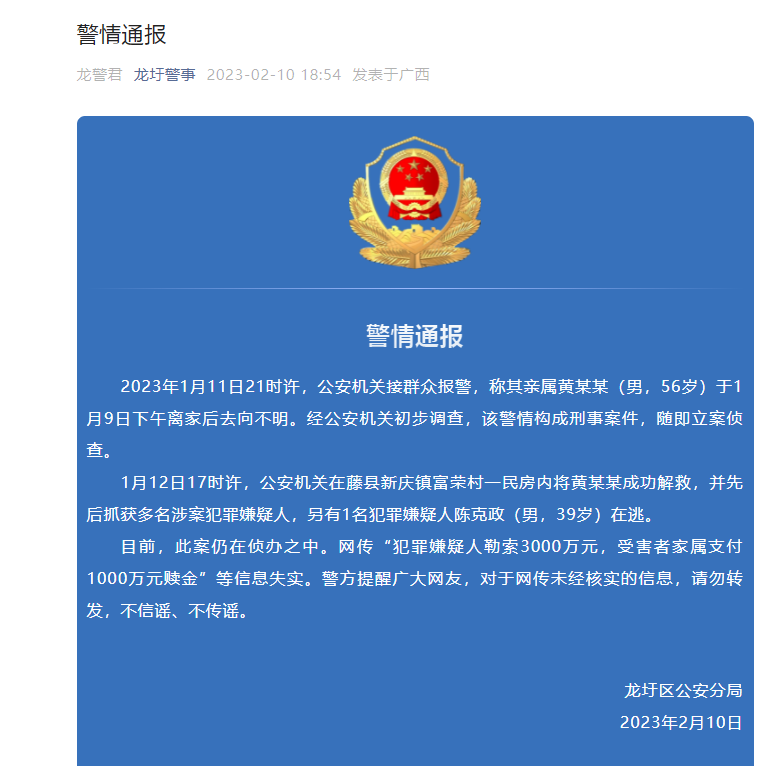 警情通报
龙警君 龙圩警事 2023-02-10 18:54 发表于广西
警情通报
2023年1月11日21时许，公安机关接群众报警，称其亲属黄某某（男，56岁）于1
月9日下午离家后去向不明。经公安机关初步调查，该警情构成刑事案件，随即立案侦
查。
1月12日17时许，公安机关在藤县新庆镇富荣村一民房内将黄某某成功解救，并先
后抓获多名涉案犯罪嫌疑人，另有1名犯罪嫌疑人陈克政（男，39岁）在逃。
目前，此案仍在侦办之中。网传“犯罪嫌疑人勒索3000万元，受害者家属支付
1000万元赎金”等信息失实。警方提醒广大网友，对于网传未经核实的信息，请勿转
发，不信谣、不传谣。
龙圩区公安分局
2023年2月10日